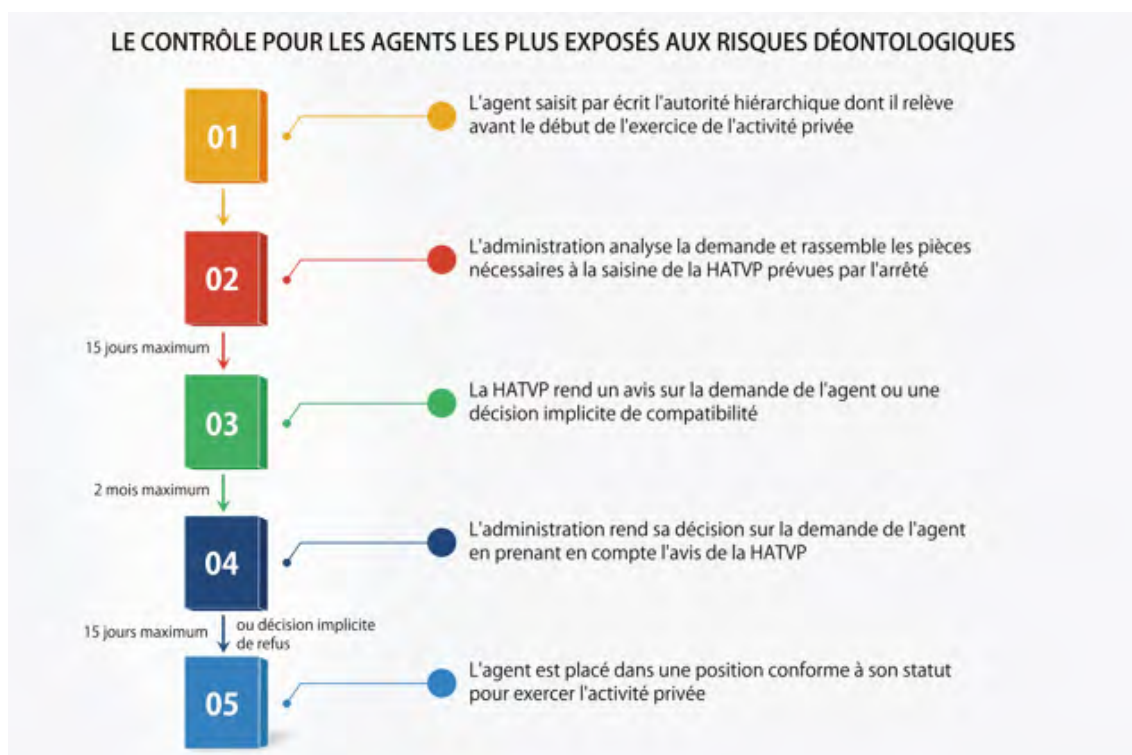 LE CONTRÔLE POUR LES AGENTS LES PLUS EXPOSÉS AUX RISQUES DÉONTOLOGIQUES
01
L'agent saisit par écrit l'autorité hiérarchique dont il relève
avant le début de l'exercice de l'activité privée
02
L'administration analyse la demande et rassemble les pièces
nécessaires à la saisine de la HATVP prévues par l'arrêté
15 jours maximum
03
La HATVP rend un avis sur la demande de l'agent ou une
décision implicite de compatibilité
2 mois maximum
04
L'administration rend sa décision sur la demande de l'agent
en prenant en compte l'avis de la HATVP
15 jours maximum
ou décision implicite
de refus
05
L'agent est placé dans une position conforme à son statut
pour exercer l'activité privée